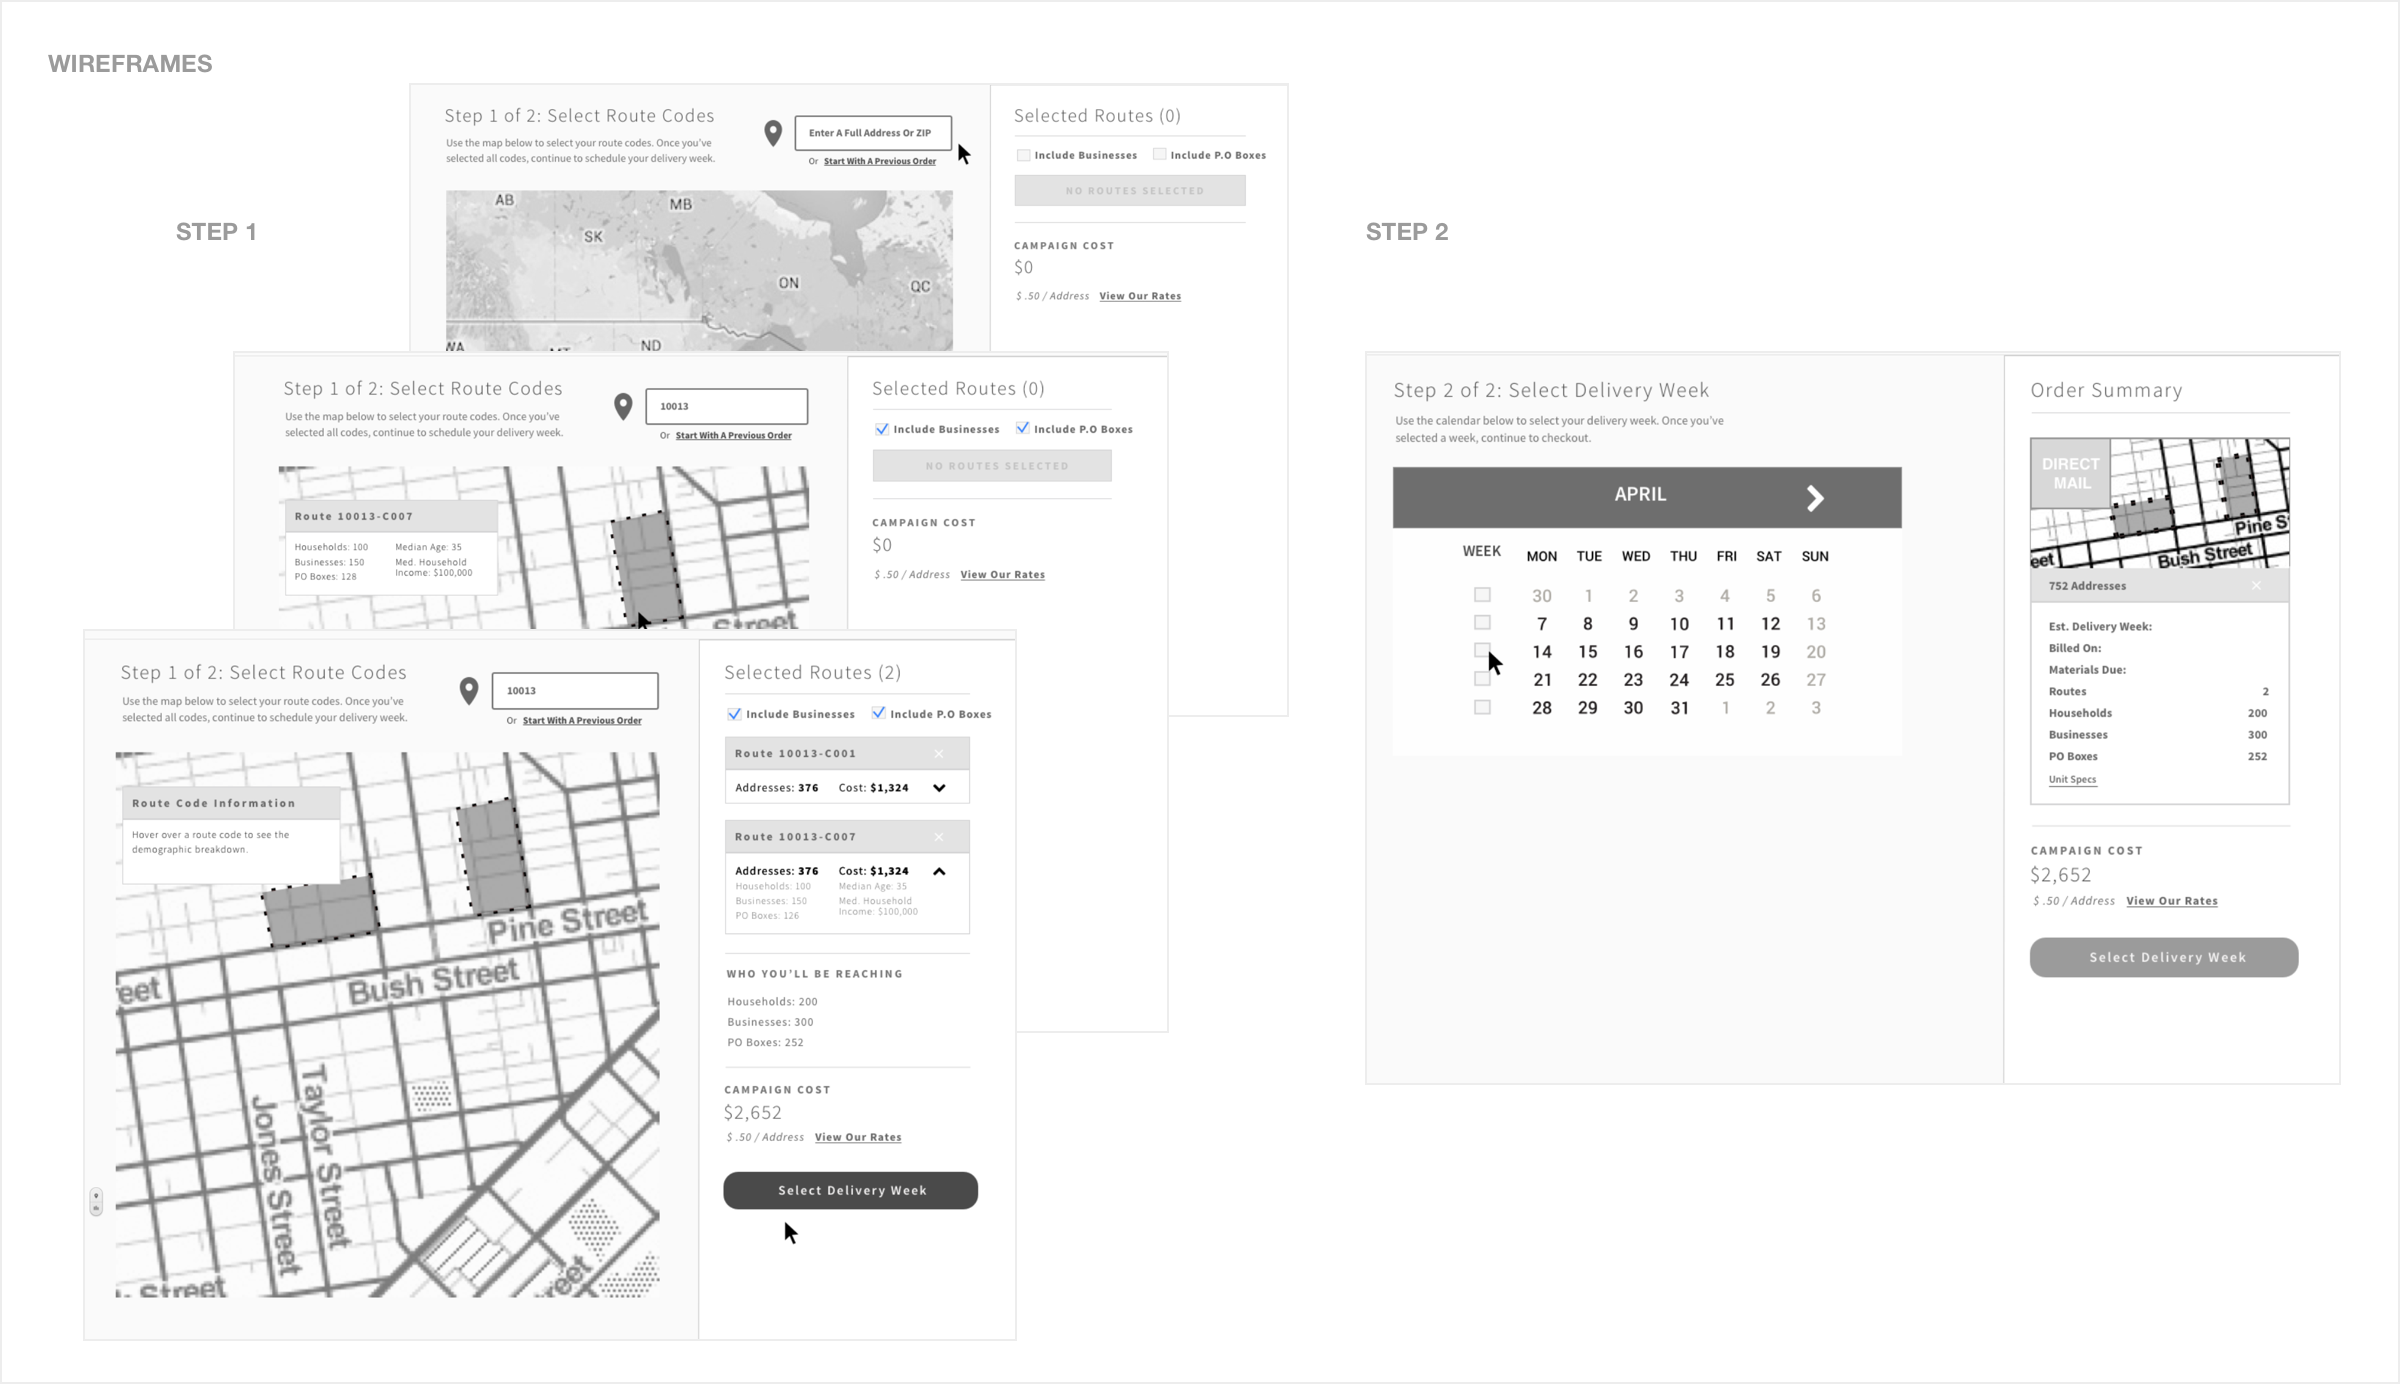 WIREFRAMES
STEP 1
Step 1 of 2: Select Route Codes
Use the map below to select your route codes. Once you've
selected all codes, continue to schedule your delivery week.
Enter A Full Address Or ZIP
Or Start With A Previous Order
AB
MB
SK
ON
QC
WA
ND
Selected Routes (0)
Include Businesses
Include P.O Boxes
NO ROUTES SELECTED
CAMPAIGN COST
$0
$ .50 / Address View Our Rates
Step 1 of 2: Select Route Codes
Use the map below to select your route codes. Once you've
selected all codes, continue to schedule your delivery week.
10013
Or Start With A Previous Order
Route 10013-C007
Households: 100
Businesses: 150
PO Boxes: 128
Median Age: 35
Med. Household
Income: $100,000
Street
Selected Routes (0)
Include Businesses
Include P.O Boxes
NO ROUTES SELECTED
CAMPAIGN COST
$0
$ .50 / Address View Our Rates
Step 1 of 2: Select Route Codes
Use the map below to select your route codes. Once you've
selected all codes, continue to schedule your delivery week.
10013
Or Start With A Previous Order
Route Code Information
Hover over a route code to see the
demographic breakdown.
Pine Street
Bush Street
eet
Taylor Street
Jones Street
Street
reet
Selected Routes (2)
Include Businesses
Include P.O Boxes
Route 10013-C001
Addresses: 376 Cost: $1,324
Route 10013-C007
Addresses: 376 Cost: $1,324
Households: 100
Businesses: 150
PO Boxes: 126
Median Age: 35
Med. Household
Income: $100,000
WHO YOU'LL BE REACHING
Households: 200
Businesses: 300
PO Boxes: 252
CAMPAIGN COST
$2,652
$ .50 / Address View Our Rates
Select Delivery Week
STEP 2
Step 2 of 2: Select Delivery Week
Use the calendar below to select your delivery week. Once you've
selected a week, continue to checkout.
APRIL
WEEK MON TUE WED THU FRI SAT SUN
30 1 2 3 4 5 6
7 8 9 10 11 12 13
14 15 16 17 18 19 20
21 22 23 24 25 26 27
28 29 30 31 1 2 3
Order Summary
DIRECT
MAIL
Pine S
Bush Street
eet
752 Addresses
Est. Delivery Week:
Billed On:
Materials Due:
Routes 2
Households 200
Businesses 300
PO Boxes 252
Unit Specs
CAMPAIGN COST
$2,652
$ .50 / Address View Our Rates
Select Delivery Week